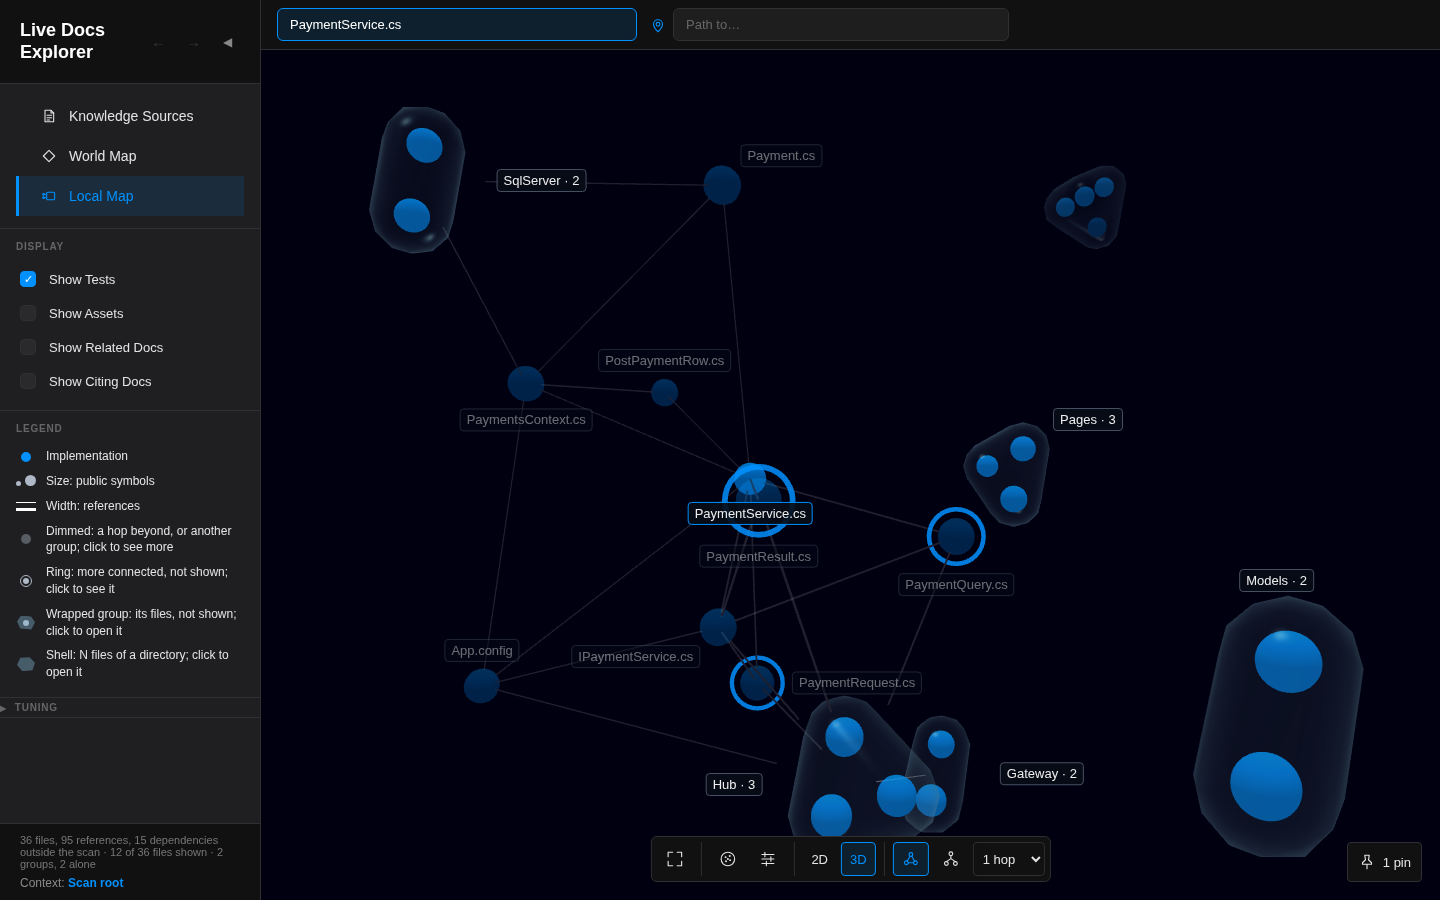 Live Docs
Explorer
← → ◀
PaymentService.cs
Path to…
Knowledge Sources
World Map
Local Map
DISPLAY
✓ Show Tests
Show Assets
Show Related Docs
Show Citing Docs
LEGEND
Implementation
Size: public symbols
Width: references
Dimmed: a hop beyond, or another
group; click to see more
Ring: more connected, not shown;
click to see it
Wrapped group: its files, not shown;
click to open it
Shell: N files of a directory; click to
open it
▶ TUNING
36 files, 95 references, 15 dependencies
outside the scan · 12 of 36 files shown · 2
groups, 2 alone
Context: Scan root
Payment.cs
SqlServer · 2
PostPaymentRow.cs
PaymentsContext.cs
Pages · 3
PaymentService.cs
PaymentResult.cs
PaymentQuery.cs
Models · 2
App.config
IPaymentService.cs
PaymentRequest.cs
Hub · 3
Gateway · 2
2D
3D
1 hop
1 pin